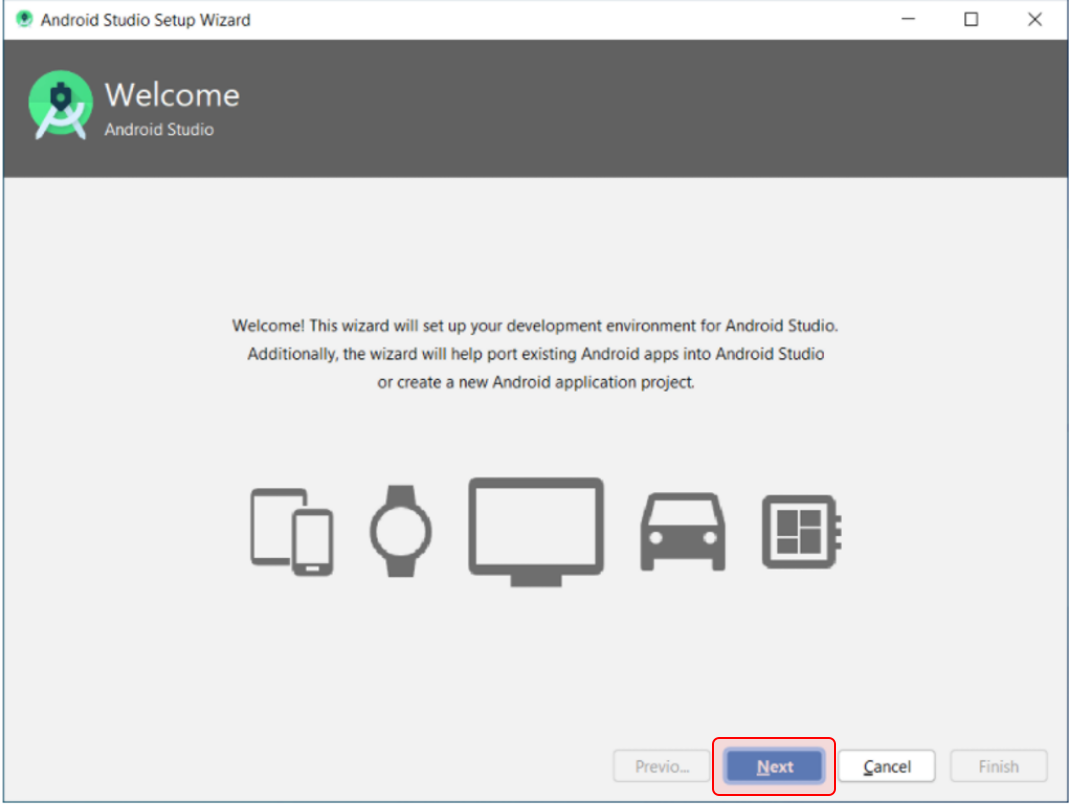 Android Studio Setup Wizard
Welcome
Android Studio
Welcome! This wizard will set up your development environment for Android Studio.
Additionally, the wizard will help port existing Android apps into Android Studio
or create a new Android application project.
Previo... Next Cancel Finish